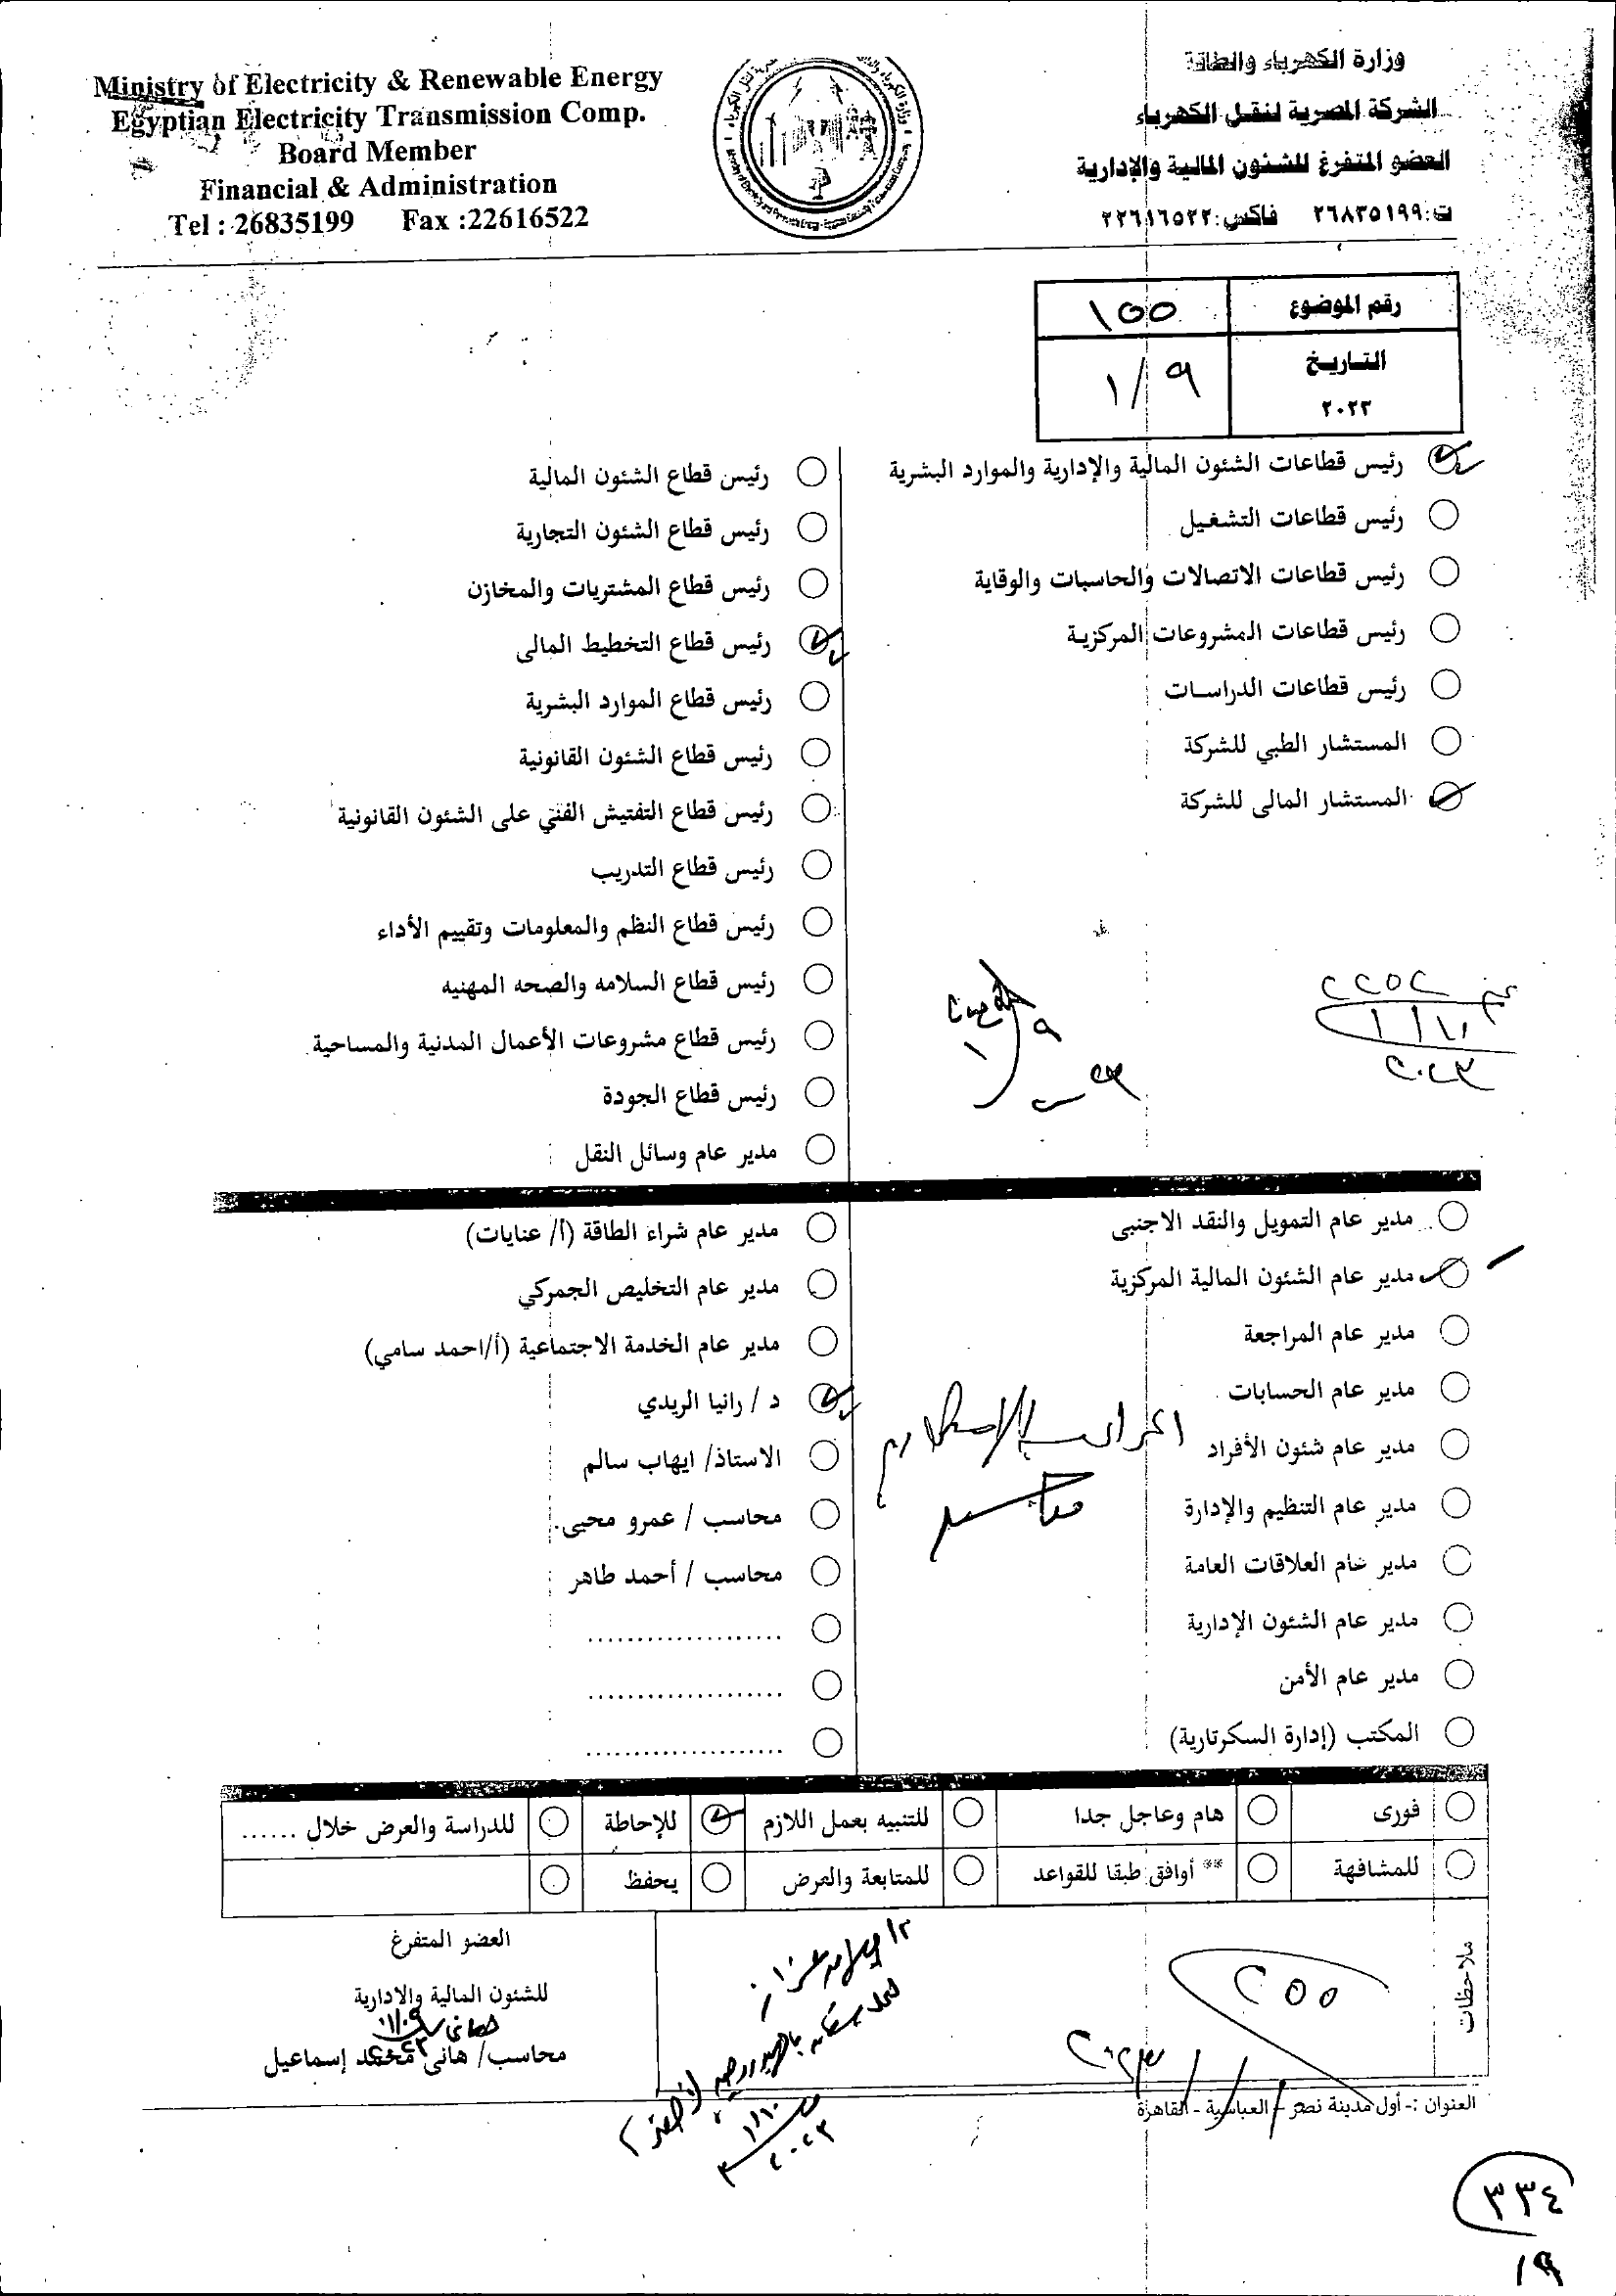 Ministry of Electricity & Renewable Energy
Egyptian Electricity Transmission Comp.
Board Member
Financial & Administration
Tel : 26835199 Fax :22616522
وزارة الكهرباء والطاقة
الشركة المصرية لنقل الكهرباء
العضو المتفرغ للشئون المالية والإدارية
ت:٢٦٨٣٥١٩٩ فاكس:٢٢٦١٦٥٢٢
رقم الموضوع ١٥٥
التاريخ ١/٩
٢٠٢٣
رئيس قطاعات الشئون المالية والإدارية والموارد البشرية
رئيس قطاعات التشغيل
رئيس قطاعات الاتصالات والحاسبات والوقاية
رئيس قطاعات المشروعات المركزية
رئيس قطاعات الدراسات
المستشار الطبي للشركة
المستشار المالى للشركة
رئيس قطاع الشئون المالية
رئيس قطاع الشئون التجارية
رئيس قطاع المشتريات والمخازن
رئيس قطاع التخطيط المالى
رئيس قطاع الموارد البشرية
رئيس قطاع الشئون القانونية
رئيس قطاع التفتيش الفني على الشئون القانونية
رئيس قطاع التدريب
رئيس قطاع النظم والمعلومات وتقييم الأداء
رئيس قطاع السلامه والصحه المهنيه
رئيس قطاع مشروعات الأعمال المدنية والمساحية
رئيس قطاع الجودة
مدير عام وسائل النقل
٢٢٥٢
١/١١
٢٠٢٣
٩
١
مدير عام التمويل والنقد الاجنبى
مدير عام الشئون المالية المركزية
مدير عام المراجعة
مدير عام الحسابات
مدير عام شئون الأفراد
مدير عام التنظيم والإدارة
مدير عام العلاقات العامة
مدير عام الشئون الإدارية
مدير عام الأمن
المكتب (إدارة السكرتارية)
مدير عام شراء الطاقة (أ/ عنايات)
مدير عام التخليص الجمركي
مدير عام الخدمة الاجتماعية (أ/احمد سامي)
د / رانيا الريدي
الاستاذ/ ايهاب سالم
محاسب / عمرو محيى.
محاسب / أحمد طاهر
....................
....................
....................
فورى هام وعاجل جدا للتنبيه بعمل اللازم للإحاطة للدراسة والعرض خلال ......
للمشافهة ** أوافق طبقا للقواعد للمتابعة والعرض يحفظ
ملاحظات
٢٥٥
٢٠٢٣/١/
١/١٠
٢٠٢٣
العضو المتفرغ
للشئون المالية والادارية
محاسب/ هانى محمد إسماعيل
العنوان :- أول مدينة نصر - العباسية - القاهرة
٣٣٤
١٩